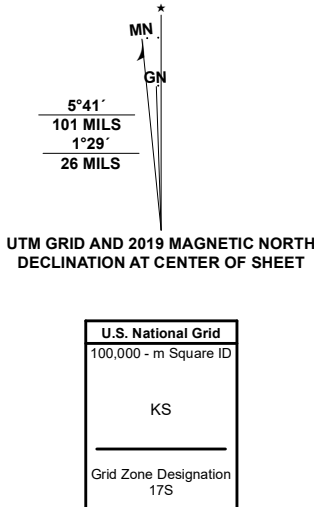 ★
MN
GN
5°41´
101 MILS
1°29´
26 MILS
UTM GRID AND 2019 MAGNETIC NORTH
DECLINATION AT CENTER OF SHEET
U.S. National Grid
100,000 - m Square ID
KS
Grid Zone Designation
17S